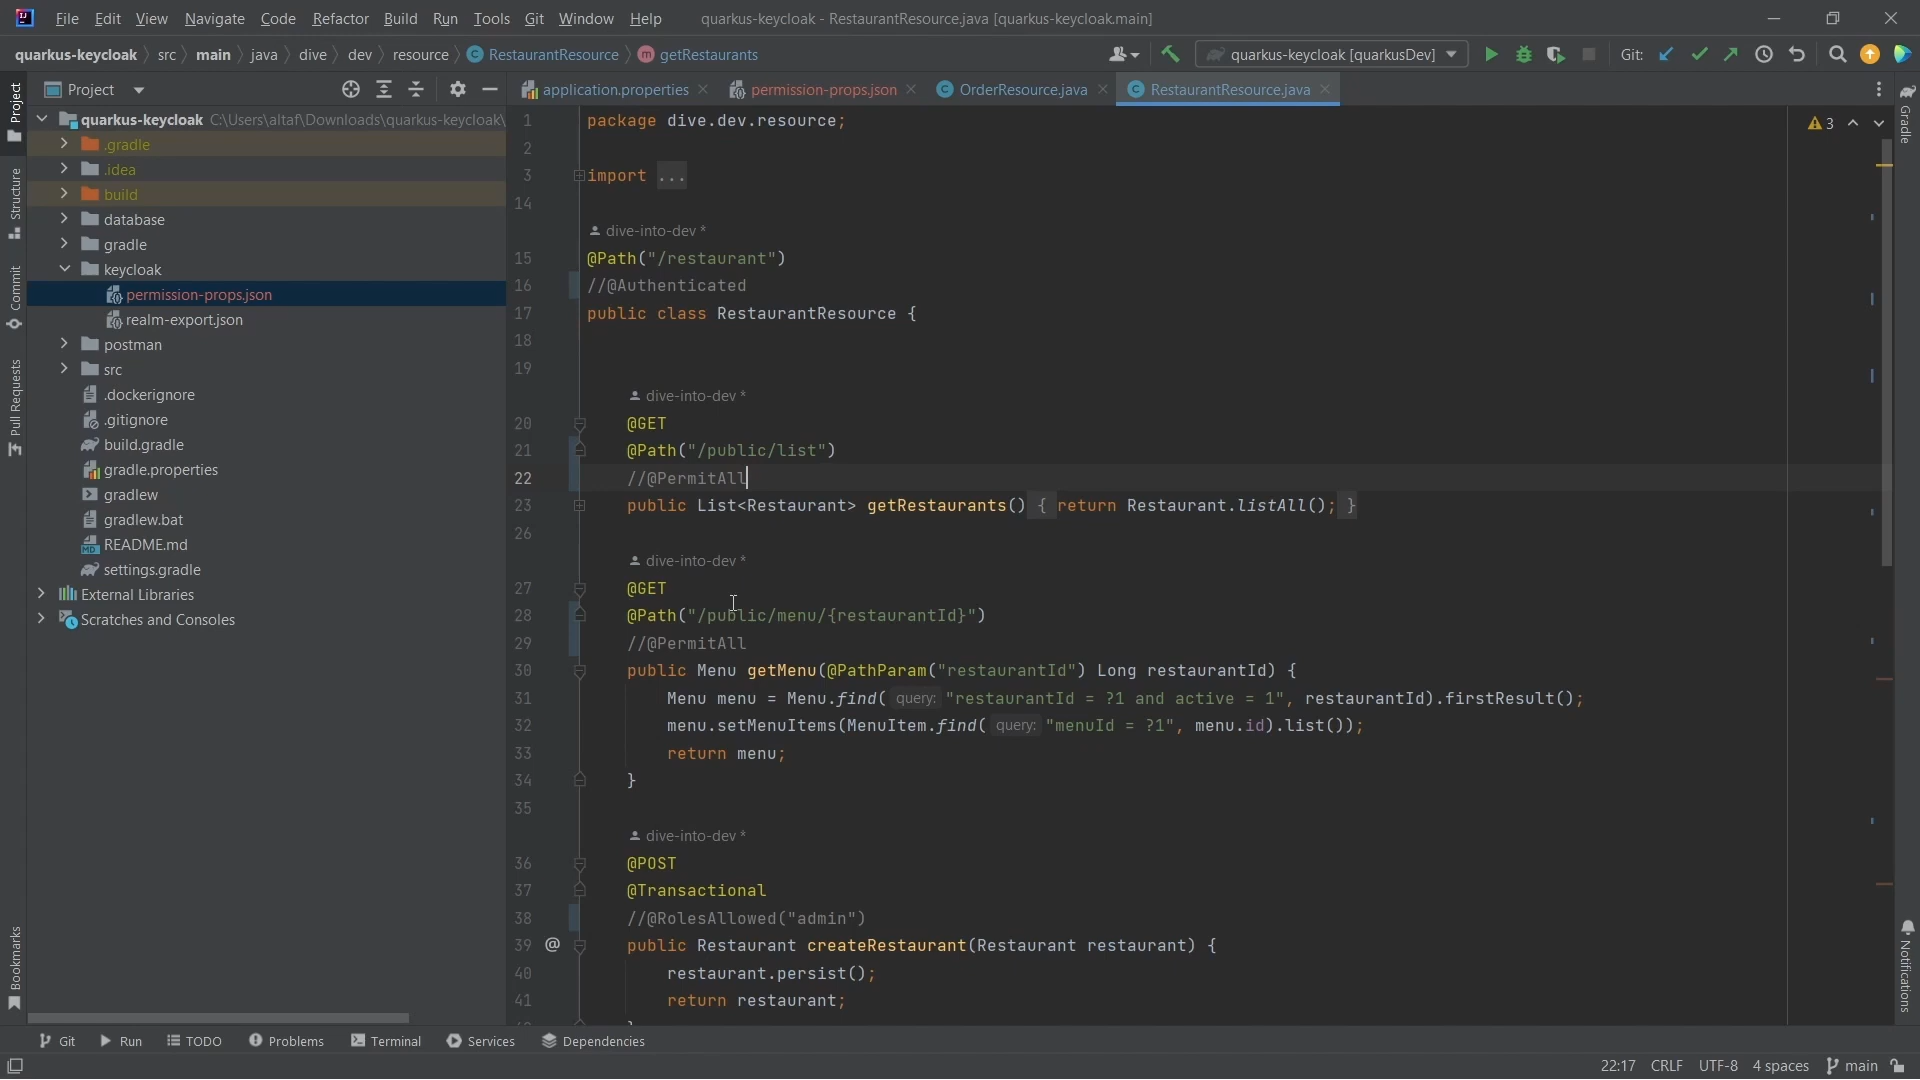 File Edit View Navigate Code Refactor Build Run Tools Git Window Help quarkus-keycloak - RestaurantResource.java [quarkus-keycloak.main]
quarkus-keycloak src main java dive dev resource RestaurantResource getRestaurants quarkus-keycloak [quarkusDev] Git:
Project
application.properties permission-props.json OrderResource.java RestaurantResource.java
quarkus-keycloak C:\Users\altaf\Downloads\quarkus-keycloak\
.gradle
.idea
build
database
gradle
keycloak
permission-props.json
realm-export.json
postman
src
.dockerignore
.gitignore
build.gradle
gradle.properties
gradlew
gradlew.bat
README.md
settings.gradle
External Libraries
Scratches and Consoles
Project
Structure
Commit
Pull Requests
Bookmarks
3
1 package dive.dev.resource;
2
3 import ...
14
dive-into-dev *
15 @Path("/restaurant")
16 //@Authenticated
17 public class RestaurantResource {
18
19
dive-into-dev *
20 @GET
21 @Path("/public/list")
22 //@PermitAll
23 public List<Restaurant> getRestaurants() { return Restaurant.listAll(); }
26
dive-into-dev *
27 @GET
28 @Path("/public/menu/{restaurantId}")
29 //@PermitAll
30 public Menu getMenu(@PathParam("restaurantId") Long restaurantId) {
31 Menu menu = Menu.find( query: "restaurantId = ?1 and active = 1", restaurantId).firstResult();
32 menu.setMenuItems(MenuItem.find( query: "menuId = ?1", menu.id).list());
33 return menu;
34 }
35
dive-into-dev *
36 @POST
37 @Transactional
38 //@RolesAllowed("admin")
39 @ public Restaurant createRestaurant(Restaurant restaurant) {
40 restaurant.persist();
41 return restaurant;
Gradle
Notifications
Git Run TODO Problems Terminal Services Dependencies
22:17 CRLF UTF-8 4 spaces main